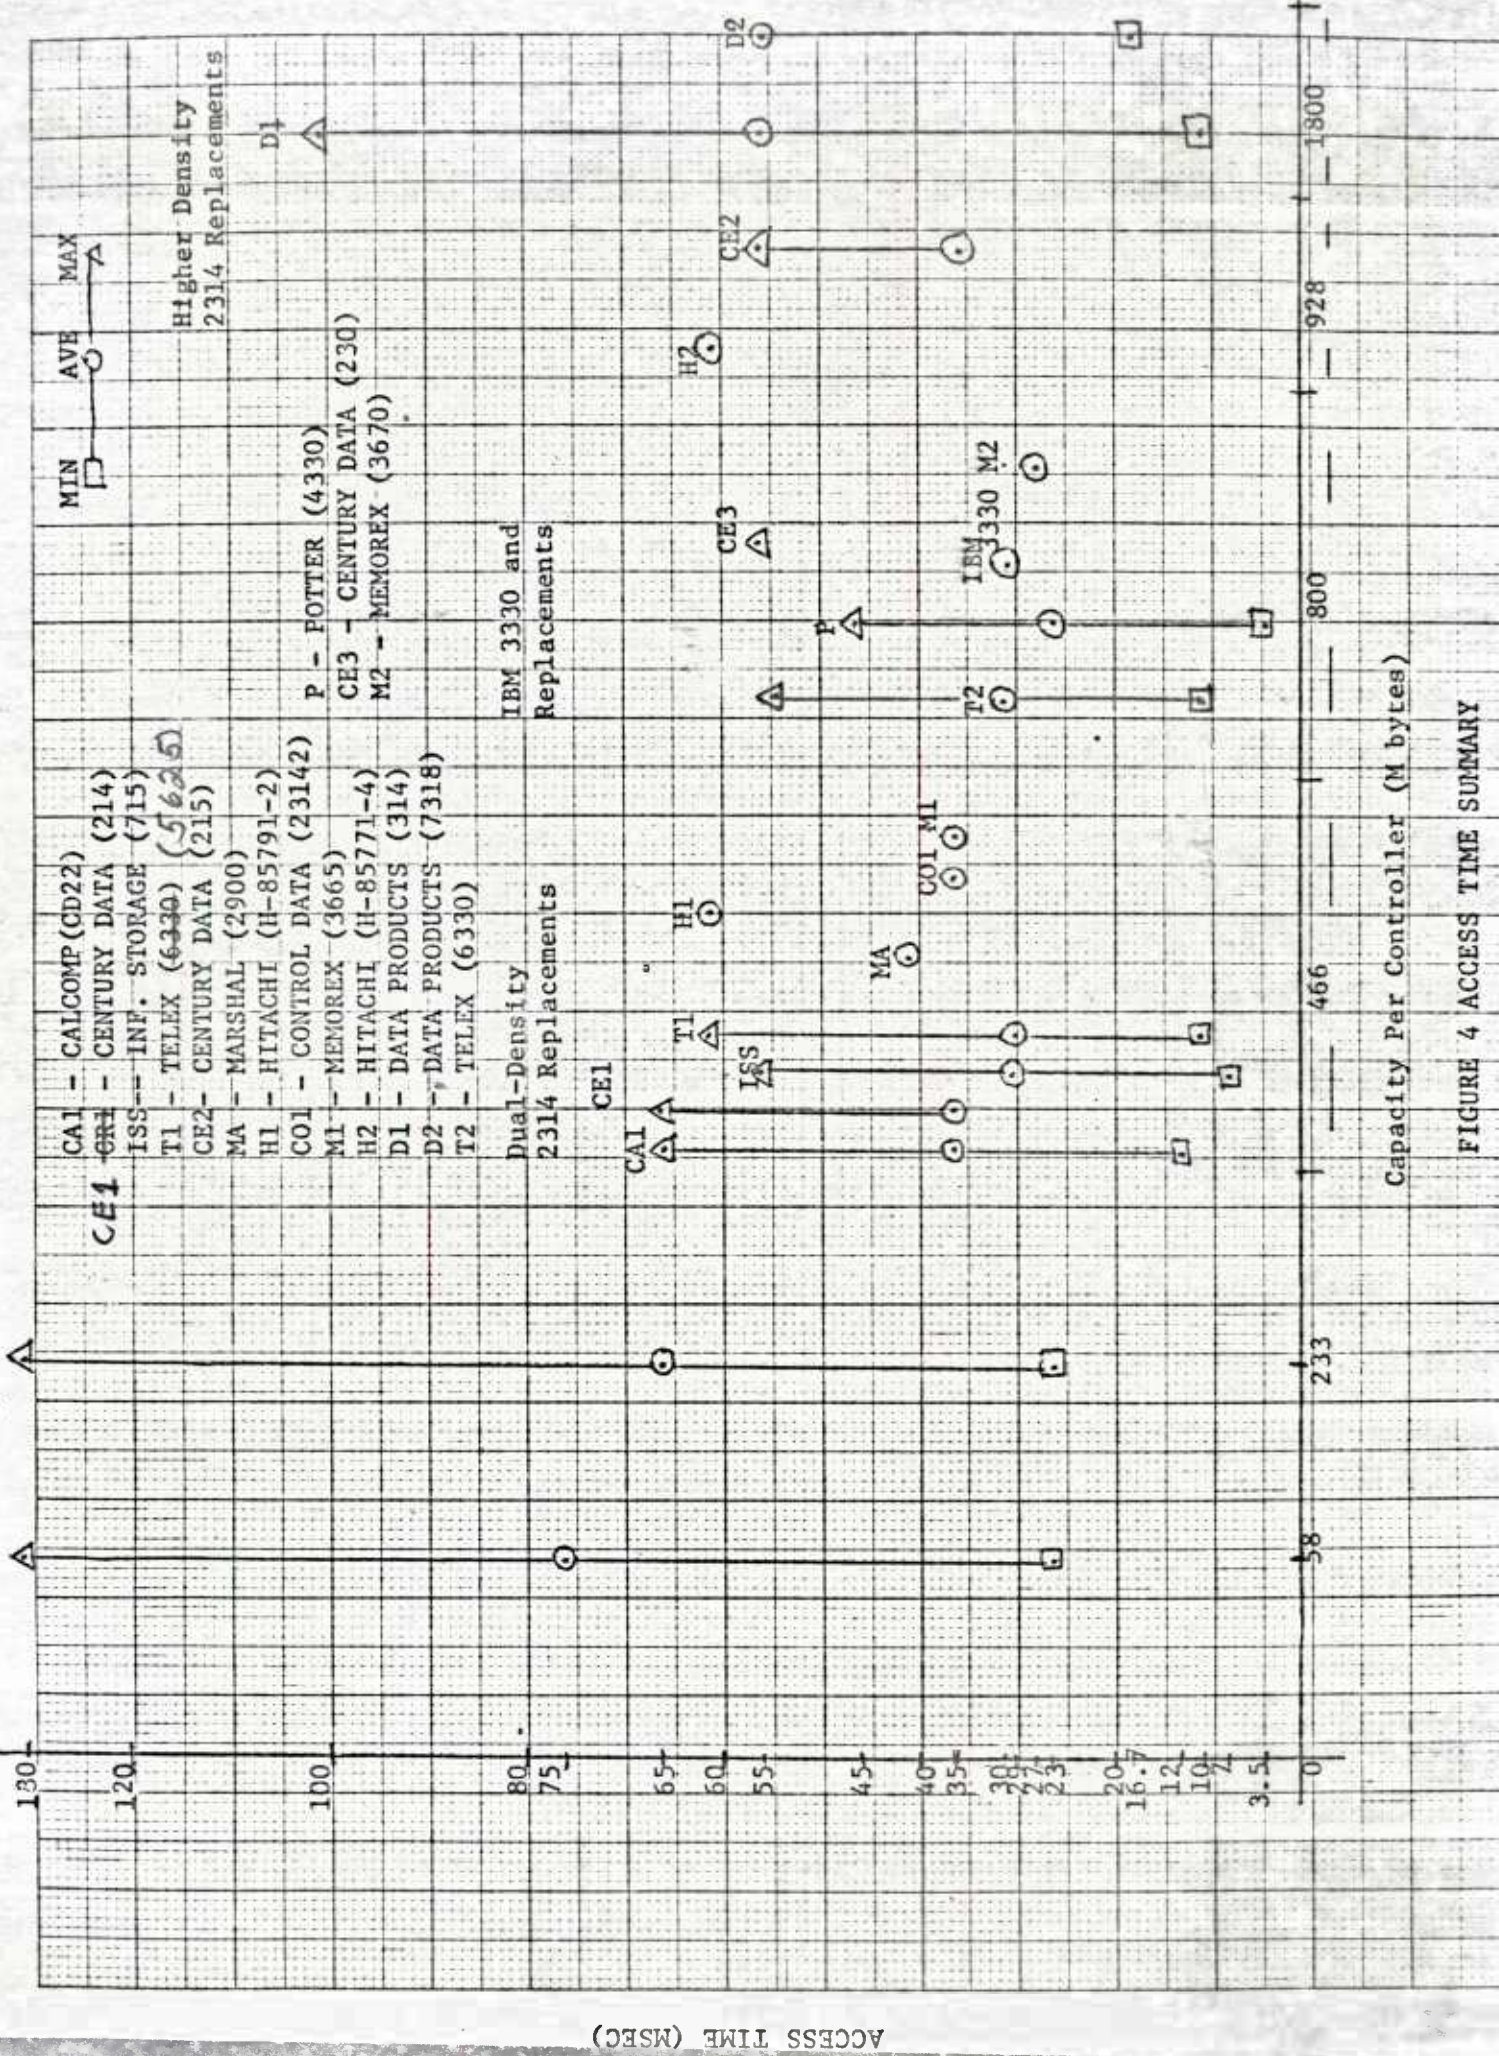 MIN AVE MAX
Higher Density
2314 Replacements
CA1 - CALCOMP(CD22)
CE1 CR1 - CENTURY DATA (214)
ISS-- INF. STORAGE (715)
T1 - TELEX (6330) (5625)
CE2- CENTURY DATA (215)
MA - MARSHAL (2900)
H1 - HITACHI (H-85791-2)
CO1 - CONTROL DATA (23142)
M1 - MEMOREX (3665)
H2 - HITACHI (H-85771-4)
D1 - DATA PRODUCTS (314)
D2 - DATA PRODUCTS (7318)
T2 - TELEX (6330)
P - POTTER (4330)
CE3 - CENTURY DATA (230)
M2 - MEMOREX (3670)
Dual-Density
2314 Replacements
IBM 3330 and
Replacements
CA1
CE1
ISS
T1
MA
H1
CO1 M1
T2
P
IBM
3330
M2
CE3
H2
CE2
D1
D2
130
120
100
80
75
65
60
55
45
40
35
30
29
27
23
20
16.7
12
10
7
3.5
0
58
233
466
800
928
1800
ACCESS TIME (MSEC)
Capacity Per Controller (M bytes)
FIGURE 4 ACCESS TIME SUMMARY